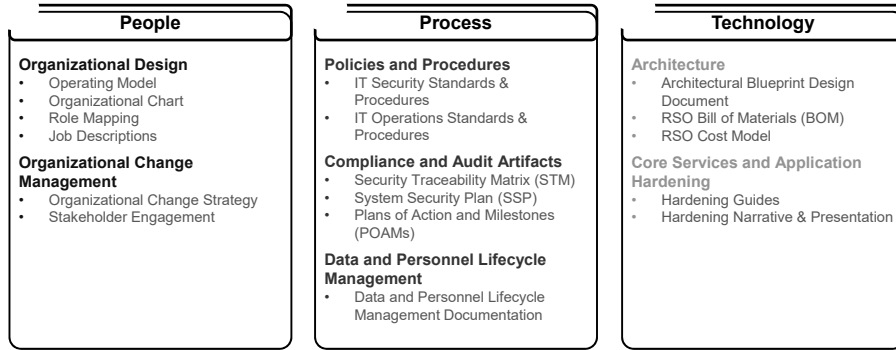 People
Organizational Design
• Operating Model
• Organizational Chart
• Role Mapping
• Job Descriptions
Organizational Change
Management
• Organizational Change Strategy
• Stakeholder Engagement
Process
Policies and Procedures
• IT Security Standards &
Procedures
• IT Operations Standards &
Procedures
Compliance and Audit Artifacts
• Security Traceability Matrix (STM)
• System Security Plan (SSP)
• Plans of Action and Milestones
(POAMs)
Data and Personnel Lifecycle
Management
• Data and Personnel Lifecycle
Management Documentation
Technology
Architecture
• Architectural Blueprint Design
Document
• RSO Bill of Materials (BOM)
• RSO Cost Model
Core Services and Application
Hardening
• Hardening Guides
• Hardening Narrative & Presentation